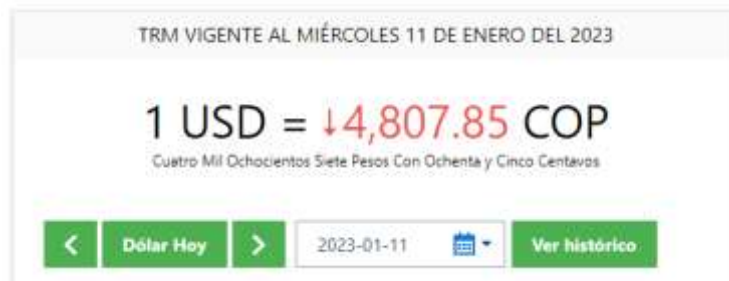 TRM VIGENTE AL MIÉRCOLES 11 DE ENERO DEL 2023
1 USD = ↓4,807.85 COP
Cuatro Mil Ochocientos Siete Pesos Con Ochenta y Cinco Centavos
Dólar Hoy 2023-01-11 Ver histórico